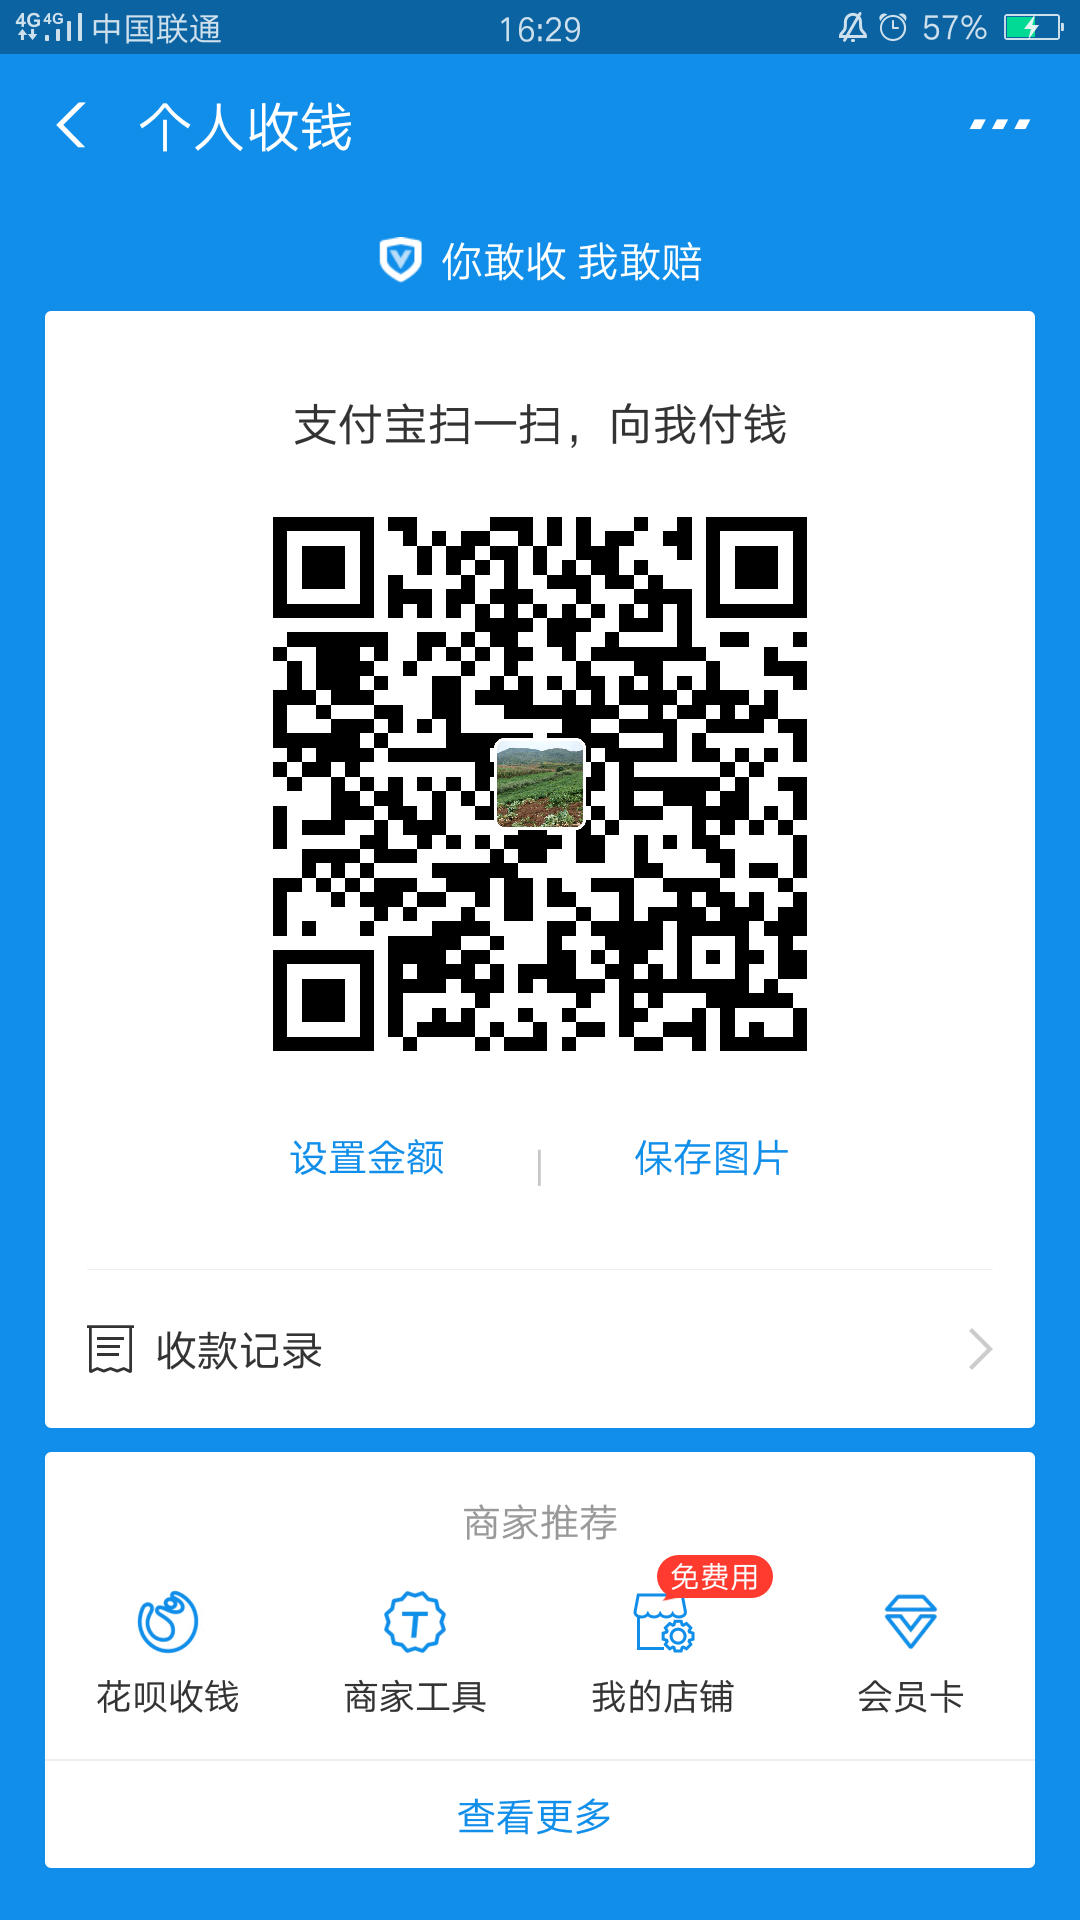 4G 4G 中国联通 16:29 57%
个人收钱
你敢收 我敢赔
支付宝扫一扫，向我付钱
设置金额 | 保存图片
收款记录
商家推荐
免费用
花呗收钱 商家工具 我的店铺 会员卡
查看更多